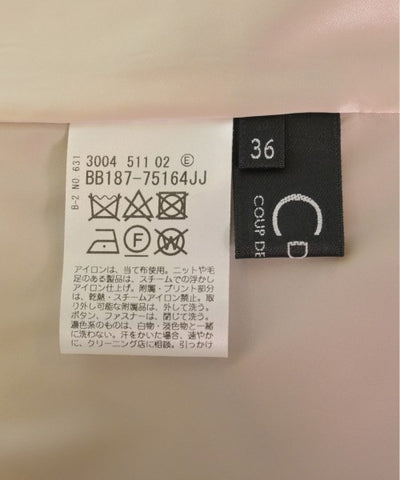 B-2 NO 631
3004 511 02 Ⓔ
BB187-75164JJ
F
W
アイロンは、当て布使用。ニットや毛
足のある製品は、スチームでの浮かし
アイロン仕上げ。附属・プリント部分
は、乾熱・スチームアイロン禁止。取
り外し可能な附属品は、外して洗う。
ボタン、ファスナーは、閉じて洗う。
濃色系のものは、白物・淡色物と一緒
に洗わない。汗をかいた場合、速やか
に、クリーニング店に相談。引っかけ
36
CD
COUP DE